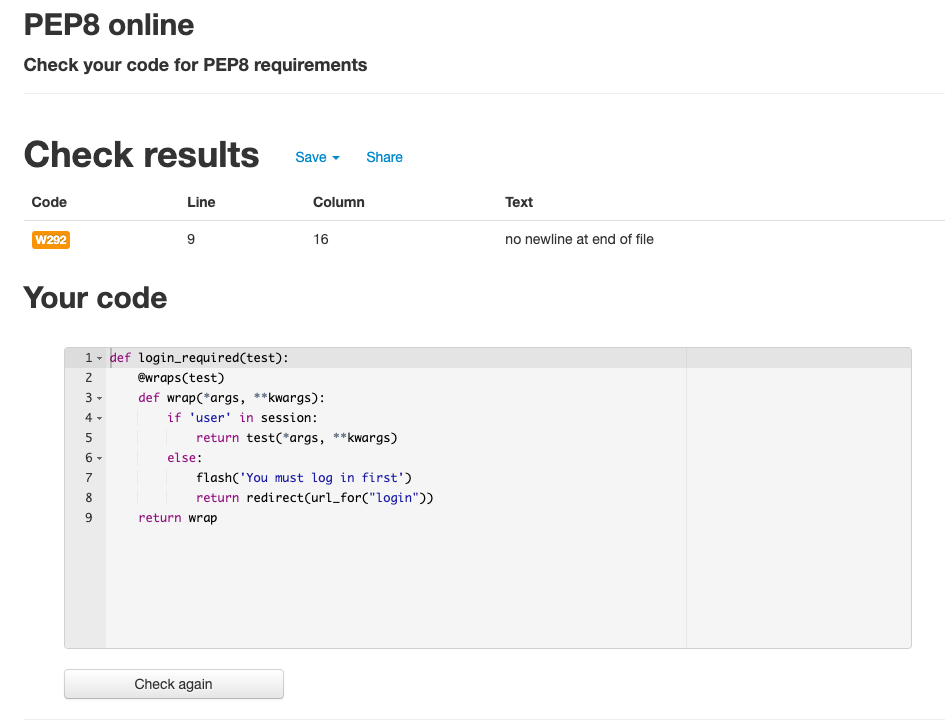 PEP8 online
Check your code for PEP8 requirements
Check results Save Share
Code Line Column Text
W292 9 16 no newline at end of file
Your code
1 def login_required(test):
2     @wraps(test)
3     def wrap(*args, **kwargs):
4         if 'user' in session:
5             return test(*args, **kwargs)
6         else:
7             flash('You must log in first')
8             return redirect(url_for("login"))
9     return wrap
Check again